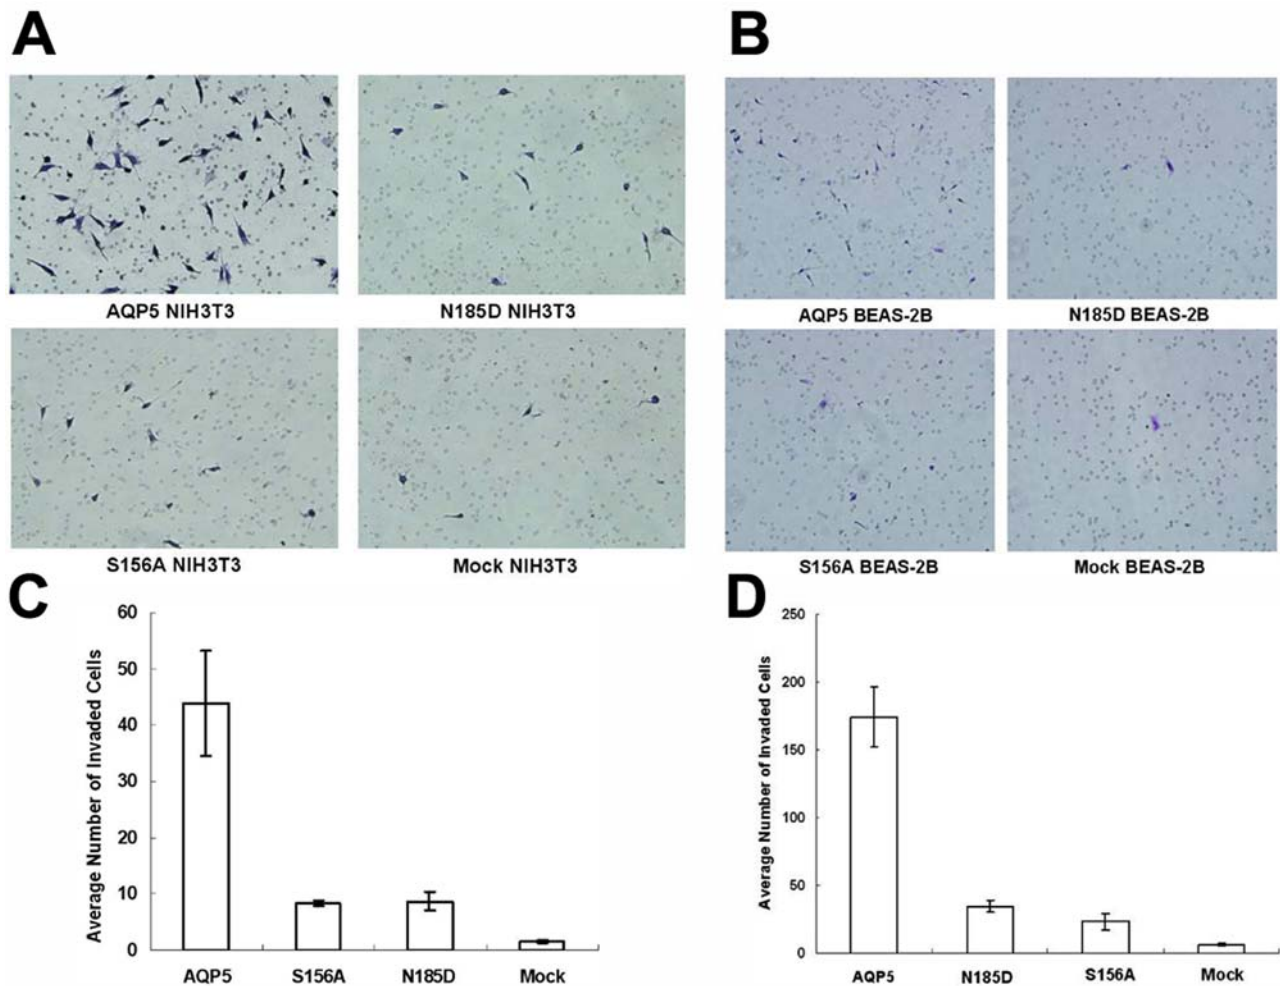 A
B
AQP5 NIH3T3
N185D NIH3T3
AQP5 BEAS-2B
N185D BEAS-2B
S156A NIH3T3
Mock NIH3T3
S156A BEAS-2B
Mock BEAS-2B
C
Average Number of Invaded Cells
60
50
40
30
20
10
0
AQP5
S156A
N185D
Mock
D
Average Number of Invaded Cells
250
200
150
100
50
0
AQP5
N185D
S156A
Mock